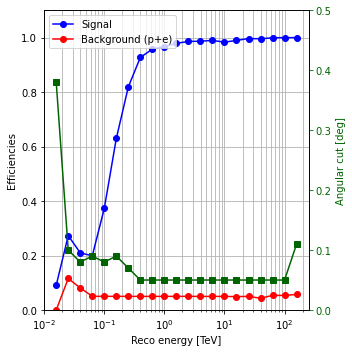 Signal
Background (p+e)
Efficiencies
1.0
0.8
0.6
0.4
0.2
0.0
Angular cut [deg]
0.5
0.4
0.3
0.2
0.1
0.0
10⁻² 10⁻¹ 10⁰ 10¹ 10²
Reco energy [TeV]